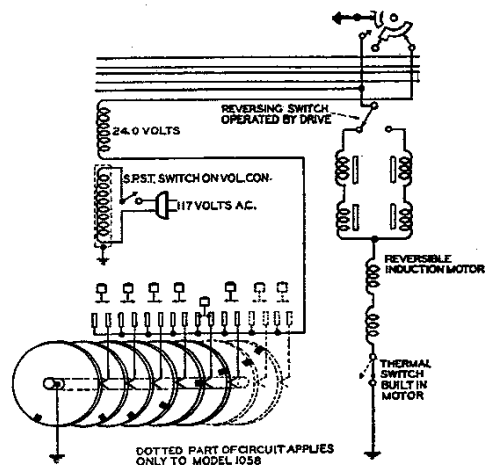 REVERSING SWITCH
OPERATED BY DRIVE
24.0 VOLTS
S.P.S.T. SWITCH ON VOL. CON.
117 VOLTS A.C.
REVERSIBLE
INDUCTION MOTOR
THERMAL
SWITCH
BUILT IN
MOTOR
DOTTED PART OF CIRCUIT APPLIES
ONLY TO MODEL 1058